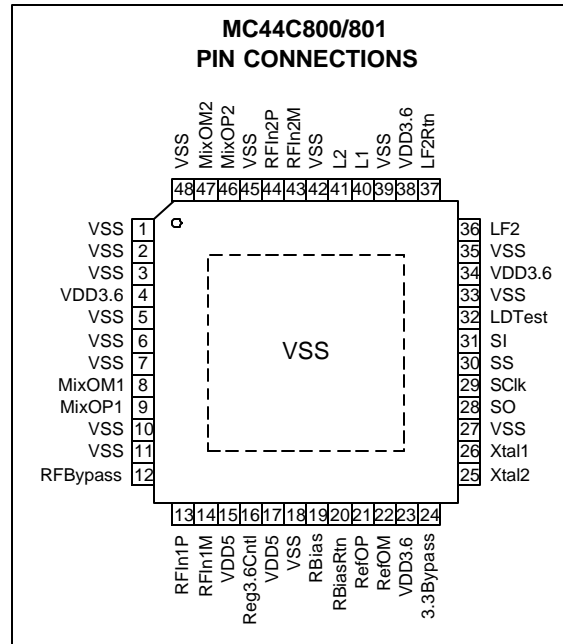 MC44C800/801
PIN CONNECTIONS
VSS
MixOM2
MixOP2
VSS
RFIn2P
RFIn2M
VSS
L2
L1
VSS
VDD3.6
LF2Rtn
48 47 46 45 44 43 42 41 40 39 38 37
VSS 1
VSS 2
VSS 3
VDD3.6 4
VSS 5
VSS 6
VSS 7
MixOM1 8
MixOP1 9
VSS 10
VSS 11
RFBypass 12
VSS
36 LF2
35 VSS
34 VDD3.6
33 VSS
32 LDTest
31 SI
30 SS
29 SClk
28 SO
27 VSS
26 Xtal1
25 Xtal2
13 14 15 16 17 18 19 20 21 22 23 24
RFIn1P
RFIn1M
VDD5
Reg3.6Cntl
VDD5
VSS
RBias
RBiasRtn
RefOP
RefOM
VDD3.6
3.3Bypass